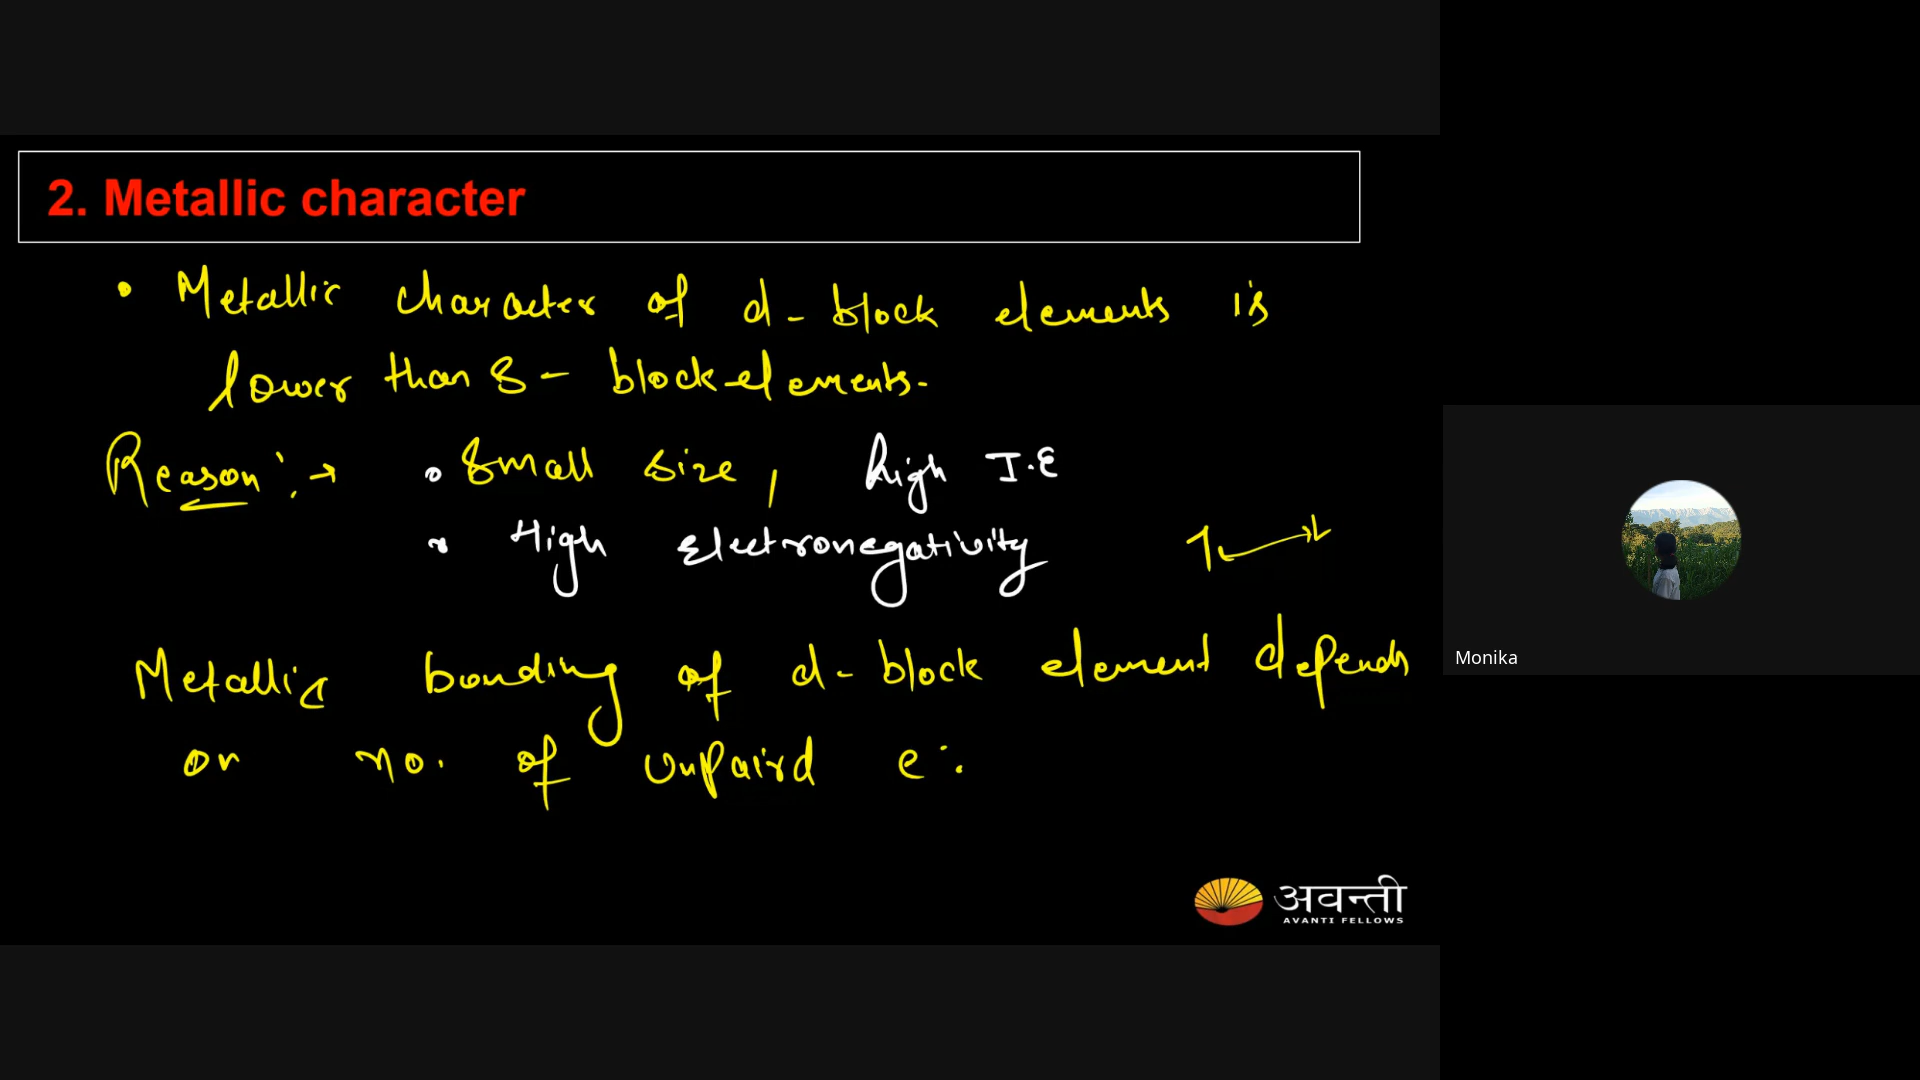 2. Metallic character
• Metallic character of d-block elements is
lower than s-block elements.
Reason:→ • Small size, high I.E
• High Electronegativity
Metallic bonding of d-block element depends
on no. of unpaird e⁻.
Monika
अवन्ती
AVANTI FELLOWS